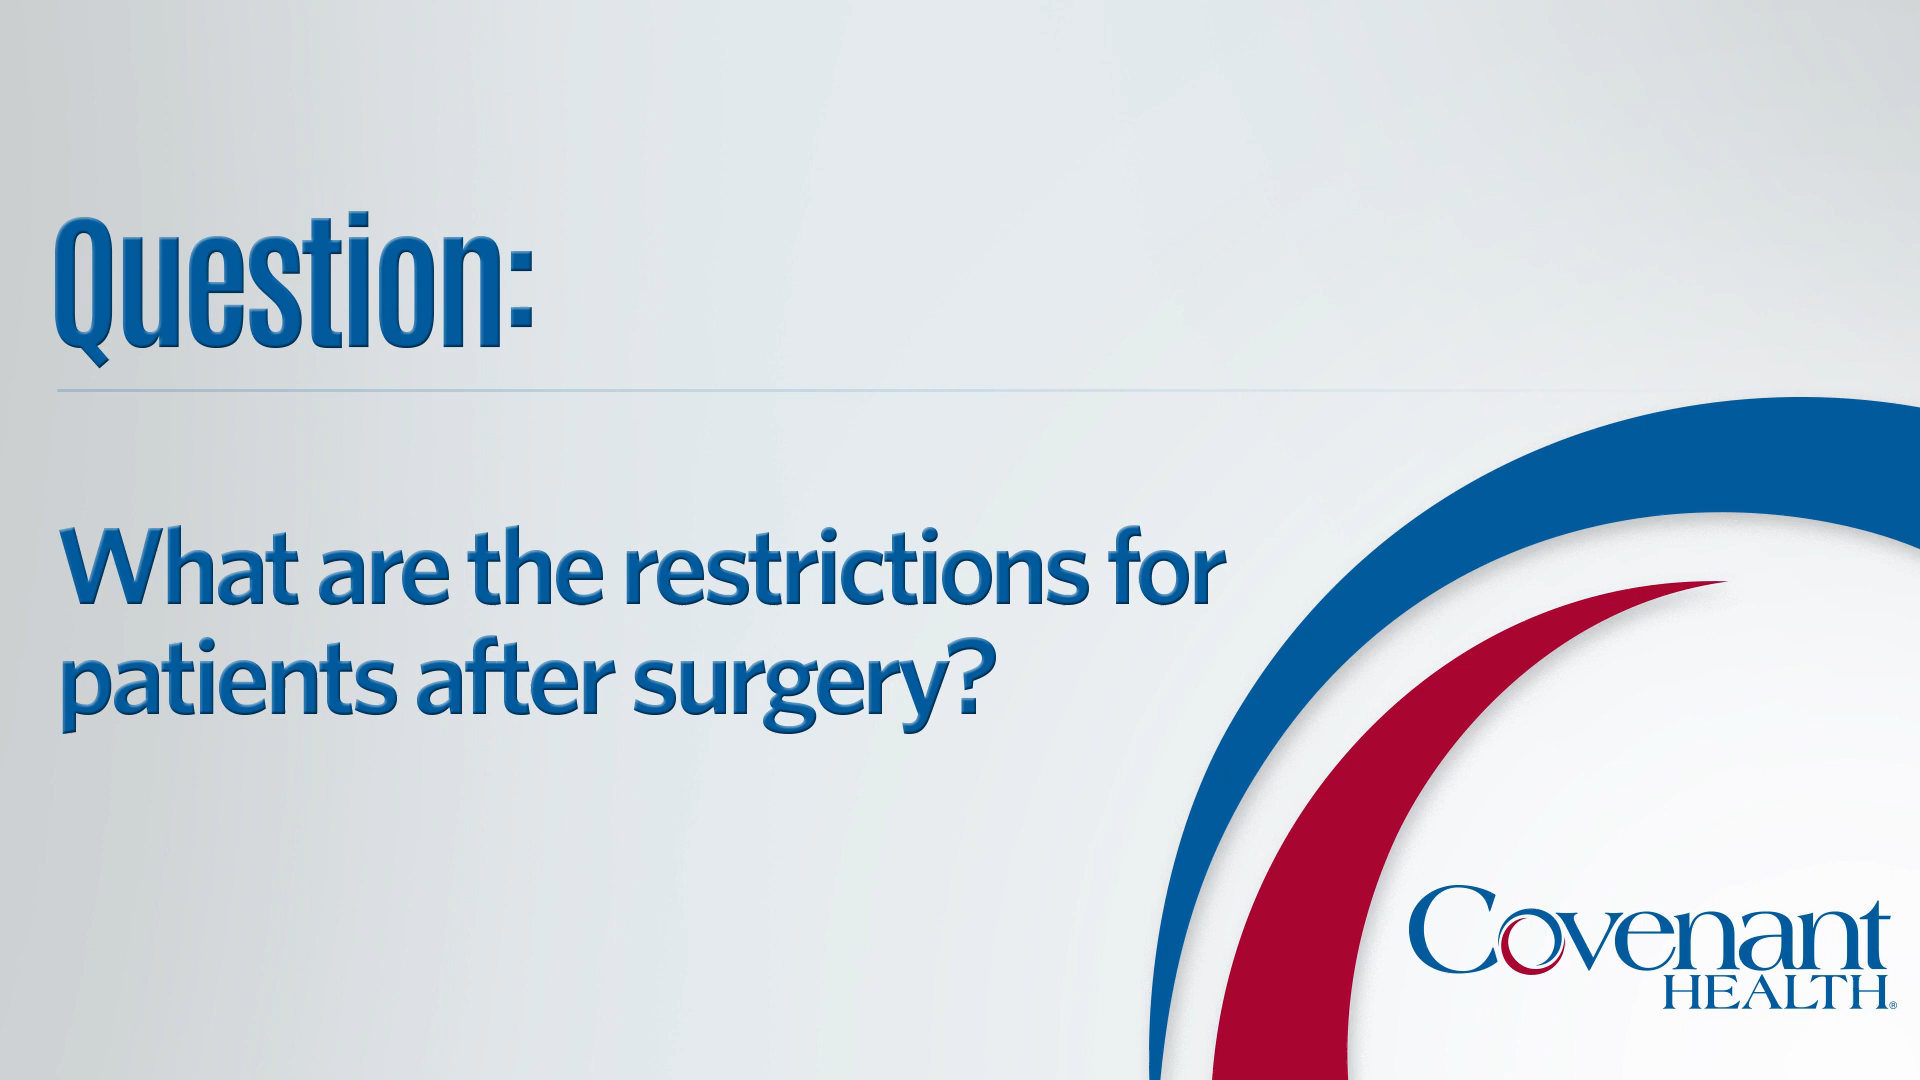 Question:
What are the restrictions for
patients after surgery?
Covenant
HEALTH®